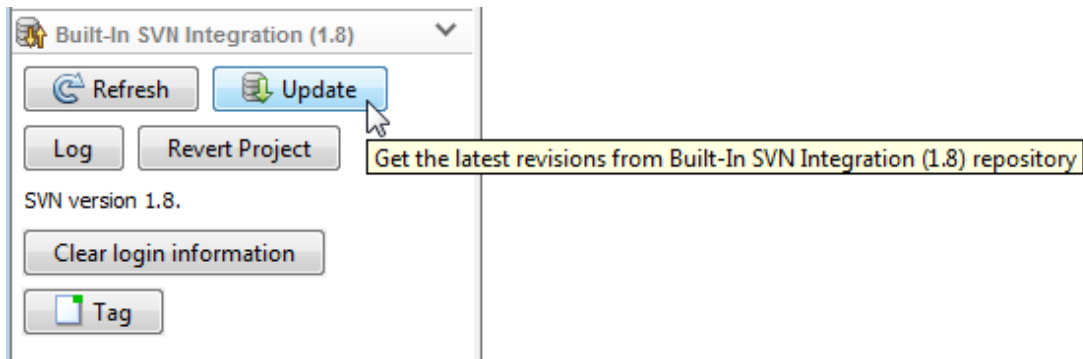 Built-In SVN Integration (1.8)
Refresh Update
Log Revert Project
Get the latest revisions from Built-In SVN Integration (1.8) repository
SVN version 1.8.
Clear login information
Tag